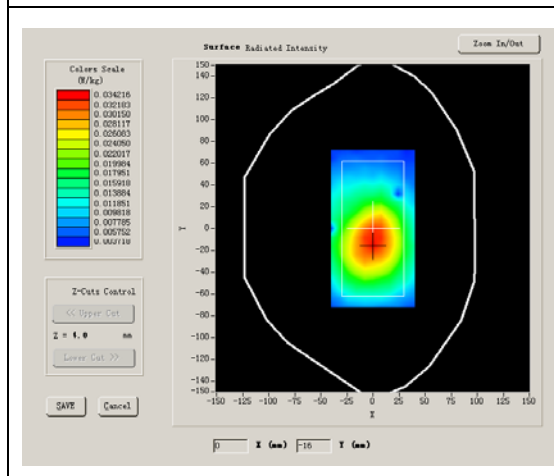 Surface Radiated Intensity
Zoom In/Out
Colors Scale
(W/kg)
0.034216
0.032183
0.030150
0.028117
0.026083
0.024050
0.022017
0.019984
0.017951
0.015918
0.013884
0.011851
0.009818
0.007785
0.005752
0.003718
150
140
120
100
80
60
40
20
0
-20
-40
-60
-80
-100
-120
-140
-150
Y
-150 -125 -100 -75 -50 -25 0 25 50 75 100 125 150
X
Z-Cuts Control
<< Upper Cut
Z = 4.0 mm
Lower Cut >>
SAVE
Cancel
0 X (mm) -16 Y (mm)